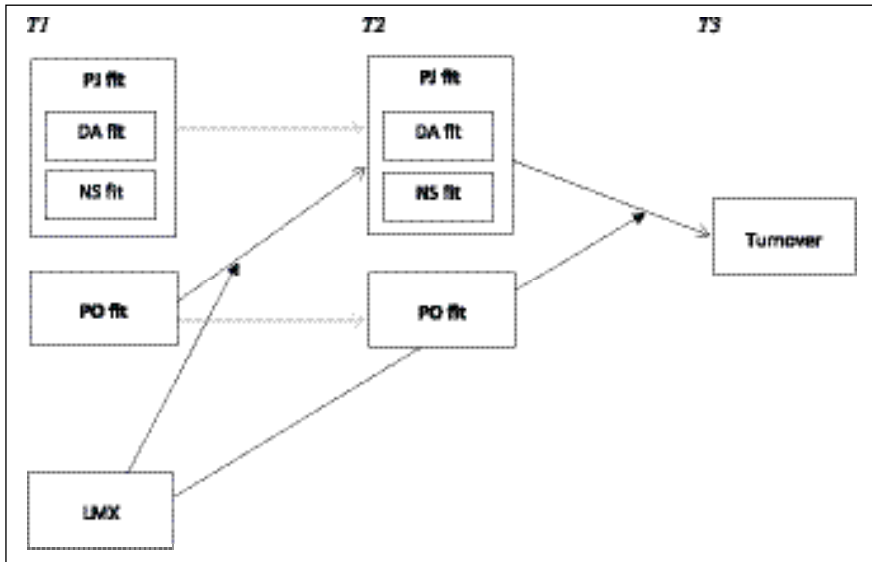 T1
T2
T3
PJ fit
DA fit
NS fit
PJ fit
DA fit
NS fit
PO fit
PO fit
Turnover
LMX